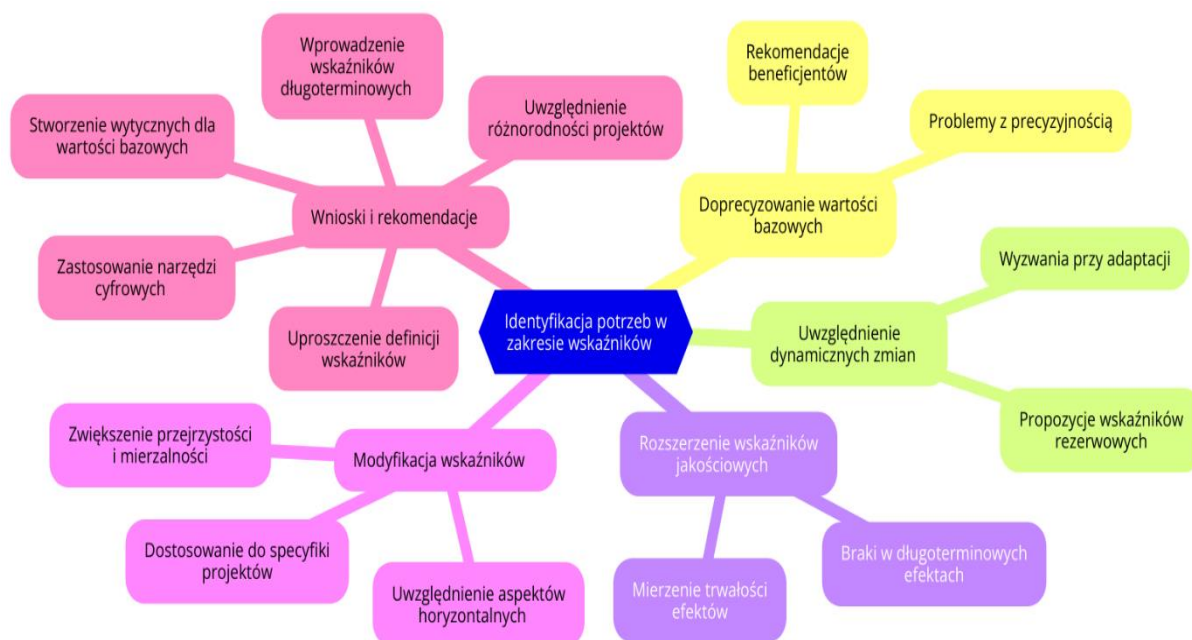 Wprowadzenie
wskaźników
długoterminowych
Rekomendacje
beneficjentów
Uwzględnienie
różnorodności projektów
Stworzenie wytycznych dla
wartości bazowych
Problemy z precyzyjnością
Wnioski i rekomendacje
Doprecyzowanie wartości
bazowych
Zastosowanie narzędzi
cyfrowych
Wyzwania przy adaptacji
Identyfikacja potrzeb w
zakresie wskaźników
Uproszczenie definicji
wskaźników
Uwzględnienie
dynamicznych zmian
Propozycje wskaźników
rezerwowych
Zwiększenie przejrzystości
i mierzalności
Modyfikacja wskaźników
Rozszerzenie wskaźników
jakościowych
Dostosowanie do specyfiki
projektów
Braki w długoterminowych
efektach
Uwzględnienie aspektów
horyzontalnych
Mierzenie trwałości
efektów